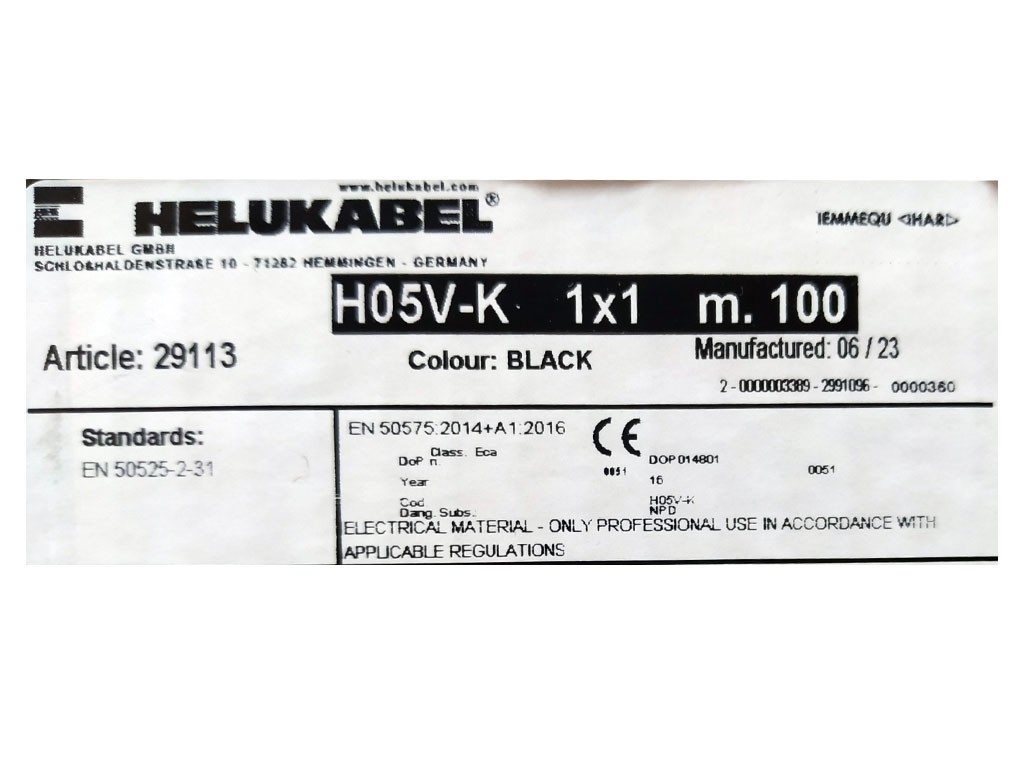 www.helukabel.com
HELUKABEL®
IEMMEQU <HAR>
HELUKABEL GMBH
SCHLOßHALDENSTRAßE 10 - 71282 HEMMINGEN - GERMANY
H05V-K 1x1 m. 100
Article: 29113
Colour: BLACK
Manufactured: 06 / 23
2 - 0000003389 - 2991096 - 0000360
Standards:
EN 50525-2-31
EN 50575:2014+A1:2016
CE
Class. Eca
DoP n.
0051
DOP 014801
0051
Year
16
Cod
H05V-K
Dang. Subs.
NPD
ELECTRICAL MATERIAL - ONLY PROFESSIONAL USE IN ACCORDANCE WITH
APPLICABLE REGULATIONS